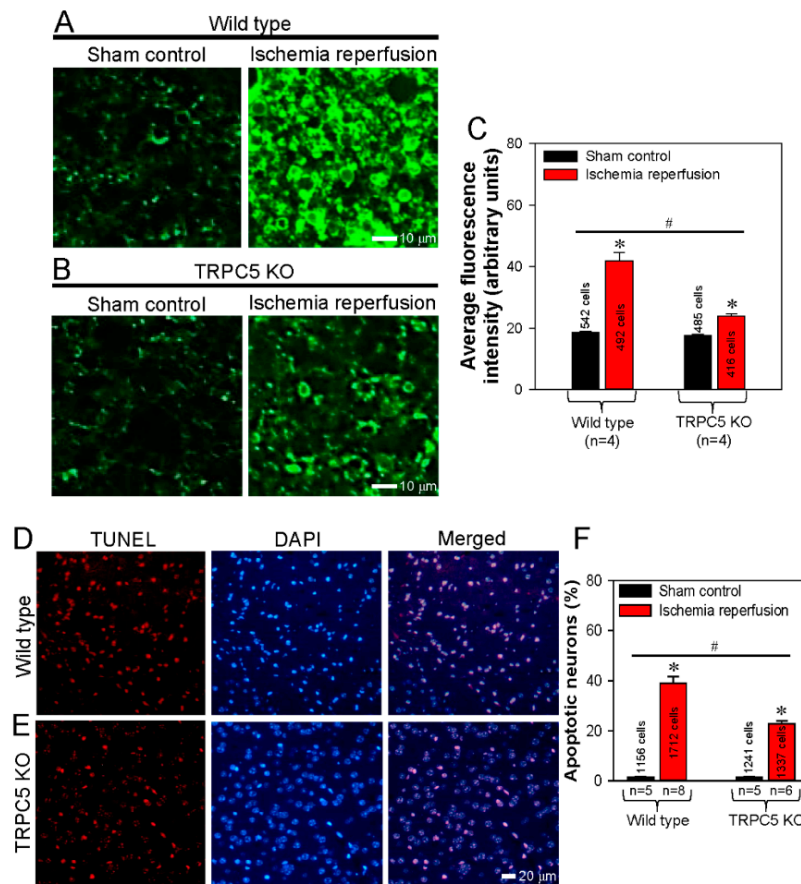 A
Wild type
Sham control
Ischemia reperfusion
10 μm
B
TRPC5 KO
Sham control
Ischemia reperfusion
10 μm
C
Average fluorescence
intensity (arbitrary units)
80
60
40
20
0
Sham control
Ischemia reperfusion
#
*
*
542 cells
492 cells
485 cells
416 cells
Wild type
(n=4)
TRPC5 KO
(n=4)
D
TUNEL
DAPI
Merged
Wild type
E
TRPC5 KO
20 μm
F
Apoptotic neurons (%)
80
60
40
20
0
Sham control
Ischemia reperfusion
#
*
*
1156 cells
1712 cells
1241 cells
1337 cells
n=5 n=8
n=5 n=6
Wild type
TRPC5 KO